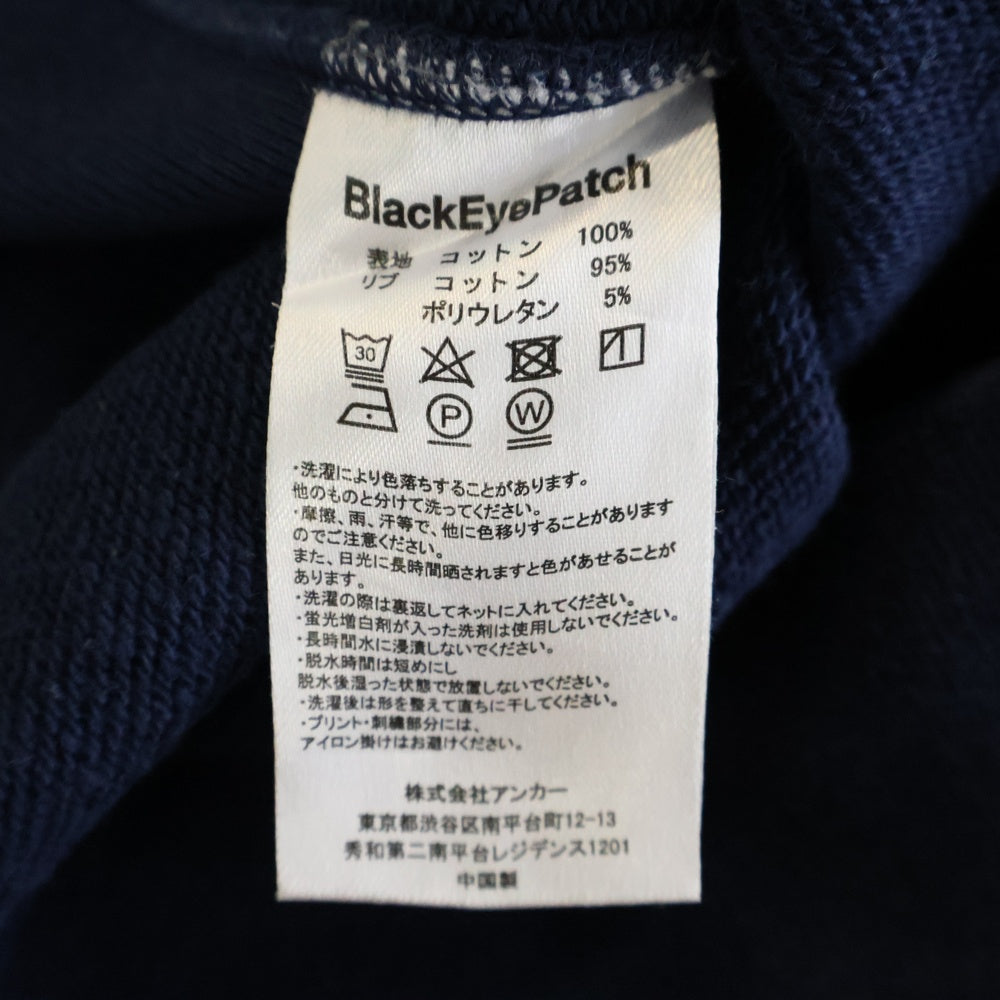 BlackEyePatch
表地 コットン 100%
リブ コットン 95%
ポリウレタン 5%
30
P W
・洗濯により色落ちすることがあります。
他のものと分けて洗ってください。
・摩擦、雨、汗等で、他に色移りすることがあります
のでご注意ください。
また、日光に長時間晒されますと色があせることが
あります。
・洗濯の際は裏返してネットに入れてください。
・蛍光増白剤が入った洗剤は使用しないでください。
・長時間水に浸漬しないでください。
・脱水時間は短めにし
脱水後湿った状態で放置しないでください。
・洗濯後は形を整えて直ちに干してください。
・プリント・刺繍部分には、
アイロン掛けはお避けください。
株式会社アンカー
東京都渋谷区南平台町12-13
秀和第二南平台レジデンス1201
中国製